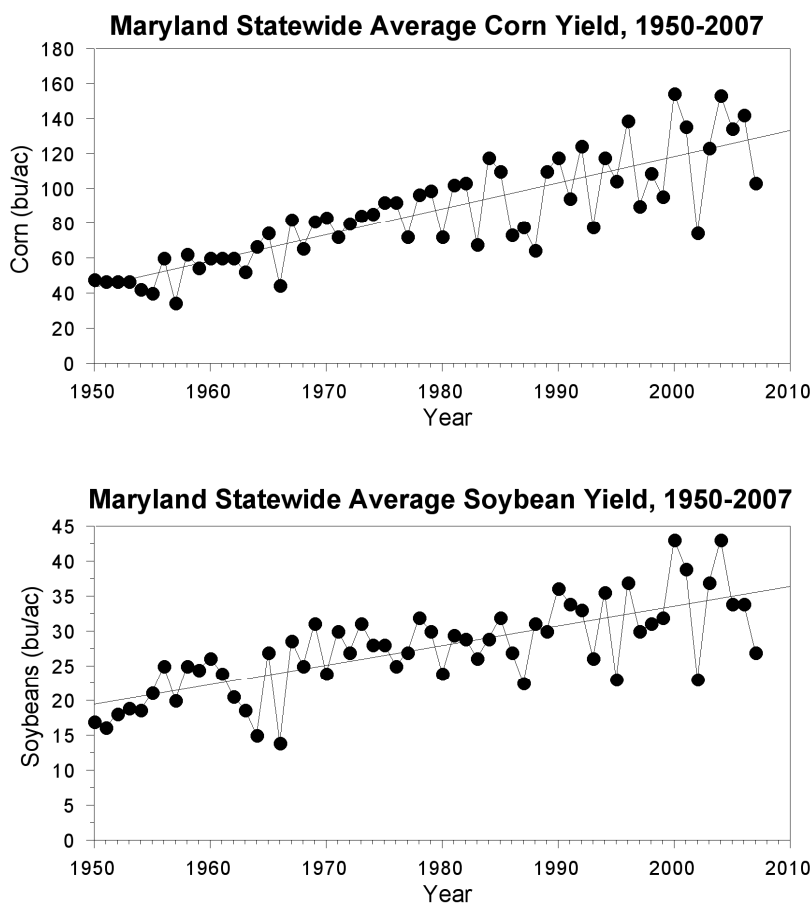 Maryland Statewide Average Corn Yield, 1950-2007
180
160
140
120
100
80
60
40
20
0
Corn (bu/ac)
1950 1960 1970 1980 1990 2000 2010
Year
Maryland Statewide Average Soybean Yield, 1950-2007
45
40
35
30
25
20
15
10
5
0
Soybeans (bu/ac)
1950 1960 1970 1980 1990 2000 2010
Year